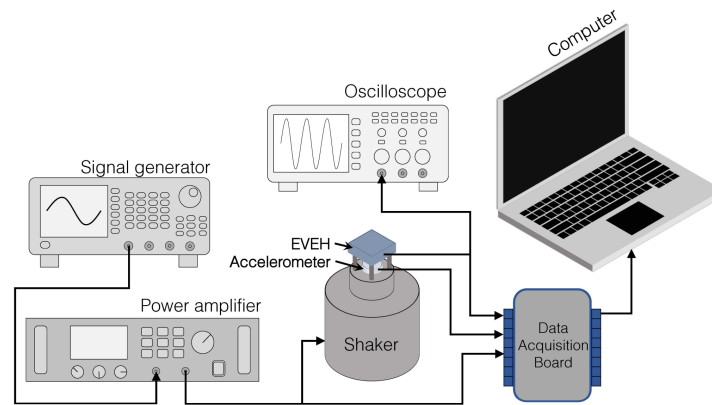 Computer
Oscilloscope
Signal generator
EVEH
Accelerometer
Power amplifier
Shaker
Data
Acquisition
Board